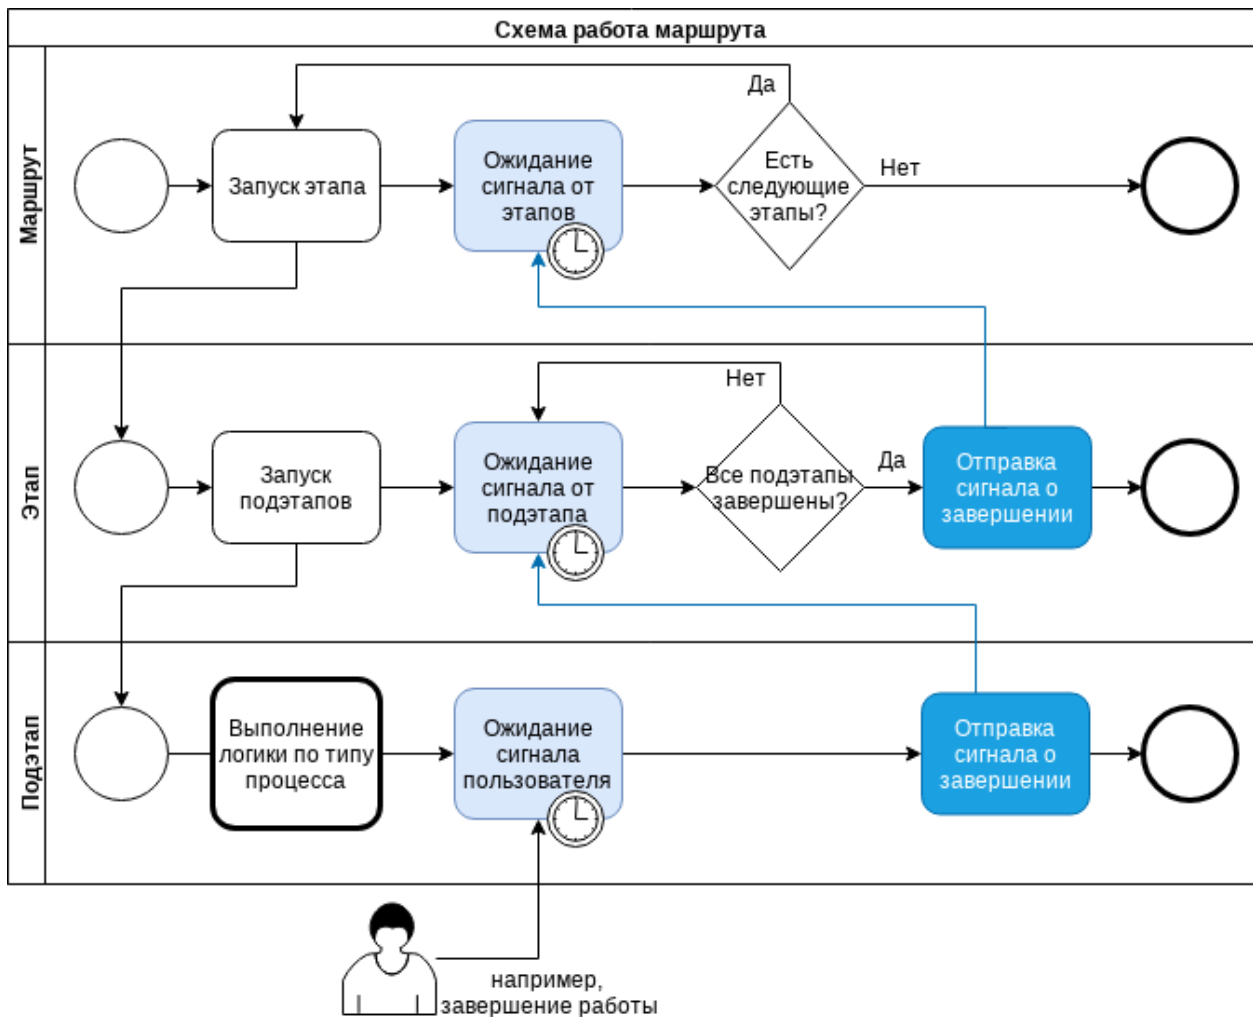 Схема работа маршрута
Маршрут
Запуск этапа
Ожидание
сигнала от
этапов
Есть
следующие
этапы?
Да
Нет
Этап
Запуск
подэтапов
Ожидание
сигнала от
подэтапа
Нет
Все подэтапы
завершены?
Да
Отправка
сигнала о
завершении
Подэтап
Выполнение
логики по типу
процесса
Ожидание
сигнала
пользователя
Отправка
сигнала о
завершении
например,
завершение работы